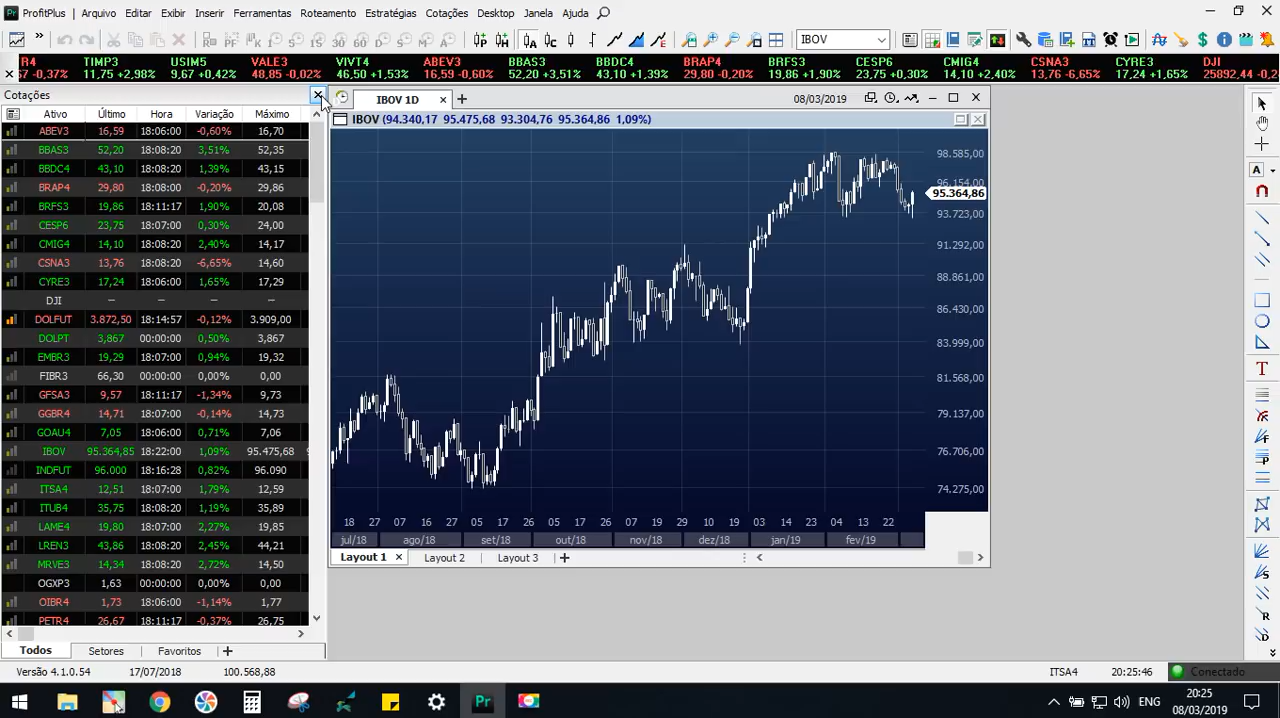 Pr ProfitPlus Arquivo Editar Exibir Inserir Ferramentas Roteamento Estratégias Cotações Desktop Janela Ajuda
PF 5 15 30 60 D S M A IBOV
R4 TIMP3 USIM5 VALE3 VIVT4 ABEV3 BBAS3 BBDC4 BRAP4 BRFS3 CESP6 CMIG4 CSNA3 CYRE3 DJI
-0,37% 11,75 +2,98% 9,67 +0,42% 48,85 -0,02% 46,50 +1,53% 16,59 -0,60% 52,20 +3,51% 43,10 +1,39% 29,80 -0,20% 19,86 +1,90% 23,75 +0,30% 14,10 +2,40% 13,76 -6,65% 17,24 +1,65% 25892,44 -0,
Cotações
IBOV 1D
08/03/2019
Ativo Último Hora Variação Máximo
IBOV (94.340,17 95.475,68 93.304,76 95.364,86 1,09%)
ABEV3 16,59 18:06:00 -0,60% 16,70
BBAS3 52,20 18:08:20 3,51% 52,35
BBDC4 43,10 18:08:20 1,39% 43,15
BRAP4 29,80 18:08:00 -0,20% 29,86
BRFS3 19,86 18:11:17 1,90% 20,08
CESP6 23,75 18:07:00 0,30% 24,00
CMIG4 14,10 18:08:20 2,40% 14,17
CSNA3 13,76 18:08:20 -6,65% 14,60
CYRE3 17,24 18:06:00 1,65% 17,29
DJI – – – –
DOLFUT 3.872,50 18:14:57 -0,12% 3.909,00
DOLPT 3,867 00:00:00 0,50% 3,867
EMBR3 19,29 18:07:00 0,94% 19,32
FIBR3 66,30 00:00:00 0,00% 0,00
GFSA3 9,57 18:11:17 -1,34% 9,73
GGBR4 14,71 18:07:00 -0,14% 14,73
GOAU4 7,05 18:06:00 0,71% 7,06
IBOV 95.364,85 18:22:00 1,09% 95.475,68
INDFUT 96.000 18:16:28 0,82% 96.090
ITSA4 12,51 18:07:00 1,79% 12,59
ITUB4 35,75 18:08:20 1,39% 35,89
LAME4 19,80 18:07:00 2,27% 19,85
LREN3 43,86 18:08:20 2,45% 44,21
MRVE3 14,34 18:08:20 2,72% 14,50
OGXP3 1,63 00:00:00 0,00% 0,00
OIBR4 1,73 18:06:00 -1,14% 1,77
PETR4 26,67 18:11:17 -0,37% 26,75
98.585,00
96.154,00
95.364,86
93.723,00
91.292,00
88.861,00
86.430,00
83.999,00
81.568,00
79.137,00
76.706,00
74.275,00
18 27 07 16 27 05 17 26 05 16 26 07 19 29 10 19 03 14 23 04 13 22
jul/18 ago/18 set/18 out/18 nov/18 dez/18 jan/19 fev/19
Layout 1 Layout 2 Layout 3
Todos Setores Favoritos
Versão 4.1.0.54 17/07/2018 100.568,88 ITSA4 20:25:46 Conectado
Pr ENG 20:25
08/03/2019